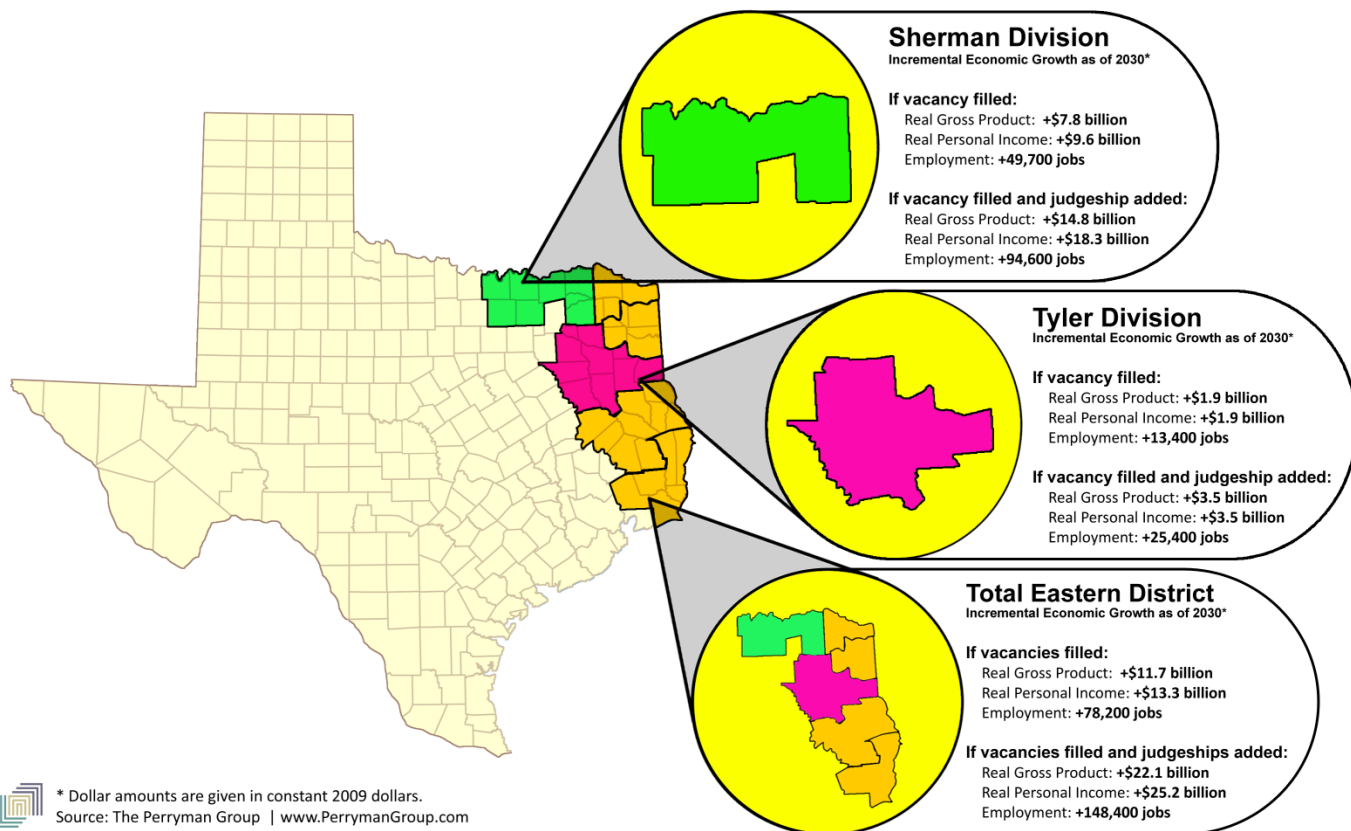 Sherman Division
Incremental Economic Growth as of 2030*
If vacancy filled:
Real Gross Product: +$7.8 billion
Real Personal Income: +$9.6 billion
Employment: +49,700 jobs
If vacancy filled and judgeship added:
Real Gross Product: +$14.8 billion
Real Personal Income: +$18.3 billion
Employment: +94,600 jobs
Tyler Division
Incremental Economic Growth as of 2030*
If vacancy filled:
Real Gross Product: +$1.9 billion
Real Personal Income: +$1.9 billion
Employment: +13,400 jobs
If vacancy filled and judgeship added:
Real Gross Product: +$3.5 billion
Real Personal Income: +$3.5 billion
Employment: +25,400 jobs
Total Eastern District
Incremental Economic Growth as of 2030*
If vacancies filled:
Real Gross Product: +$11.7 billion
Real Personal Income: +$13.3 billion
Employment: +78,200 jobs
If vacancies filled and judgeships added:
Real Gross Product: +$22.1 billion
Real Personal Income: +$25.2 billion
Employment: +148,400 jobs
* Dollar amounts are given in constant 2009 dollars.
Source: The Perryman Group | www.PerrymanGroup.com